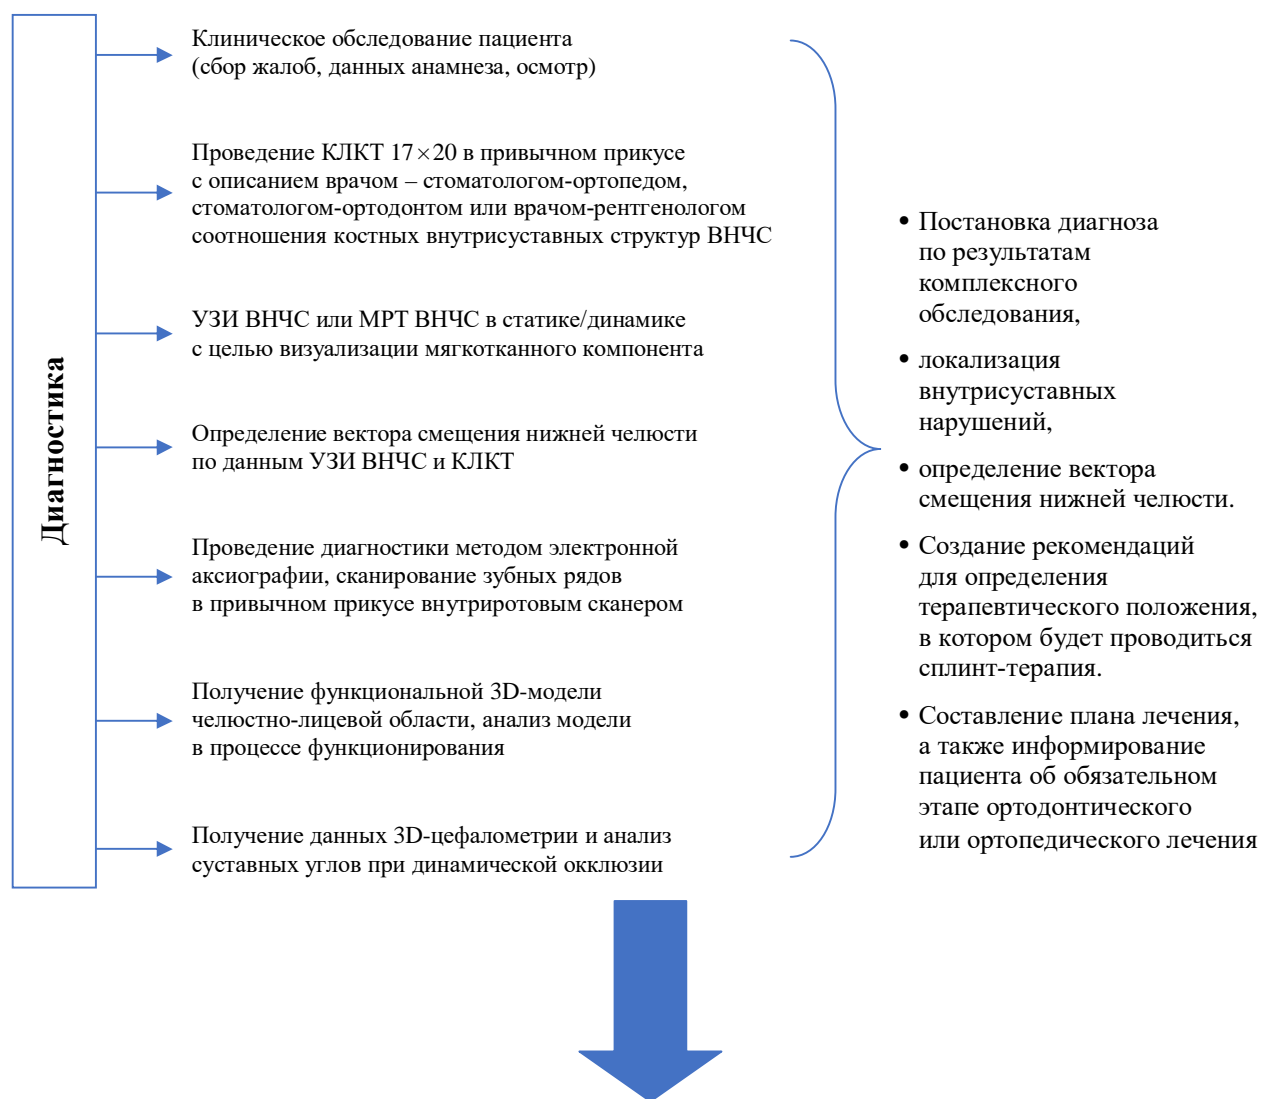 Диагностика
Клиническое обследование пациента
(сбор жалоб, данных анамнеза, осмотр)
Проведение КЛКТ 17×20 в привычном прикусе
с описанием врачом – стоматологом-ортопедом,
стоматологом-ортодонтом или врачом-рентгенологом
соотношения костных внутрисуставных структур ВНЧС
УЗИ ВНЧС или МРТ ВНЧС в статике/динамике
с целью визуализации мягкотканного компонента
Определение вектора смещения нижней челюсти
по данным УЗИ ВНЧС и КЛКТ
Проведение диагностики методом электронной
аксиографии, сканирование зубных рядов
в привычном прикусе внутриротовым сканером
Получение функциональной 3D-модели
челюстно-лицевой области, анализ модели
в процессе функционирования
Получение данных 3D-цефалометрии и анализ
суставных углов при динамической окклюзии
• Постановка диагноза
по результатам
комплексного
обследования,
• локализация
внутрисуставных
нарушений,
• определение вектора
смещения нижней челюсти.
• Создание рекомендаций
для определения
терапевтического положения,
в котором будет проводиться
сплинт-терапия.
• Составление плана лечения,
а также информирование
пациента об обязательном
этапе ортодонтического
или ортопедического лечения